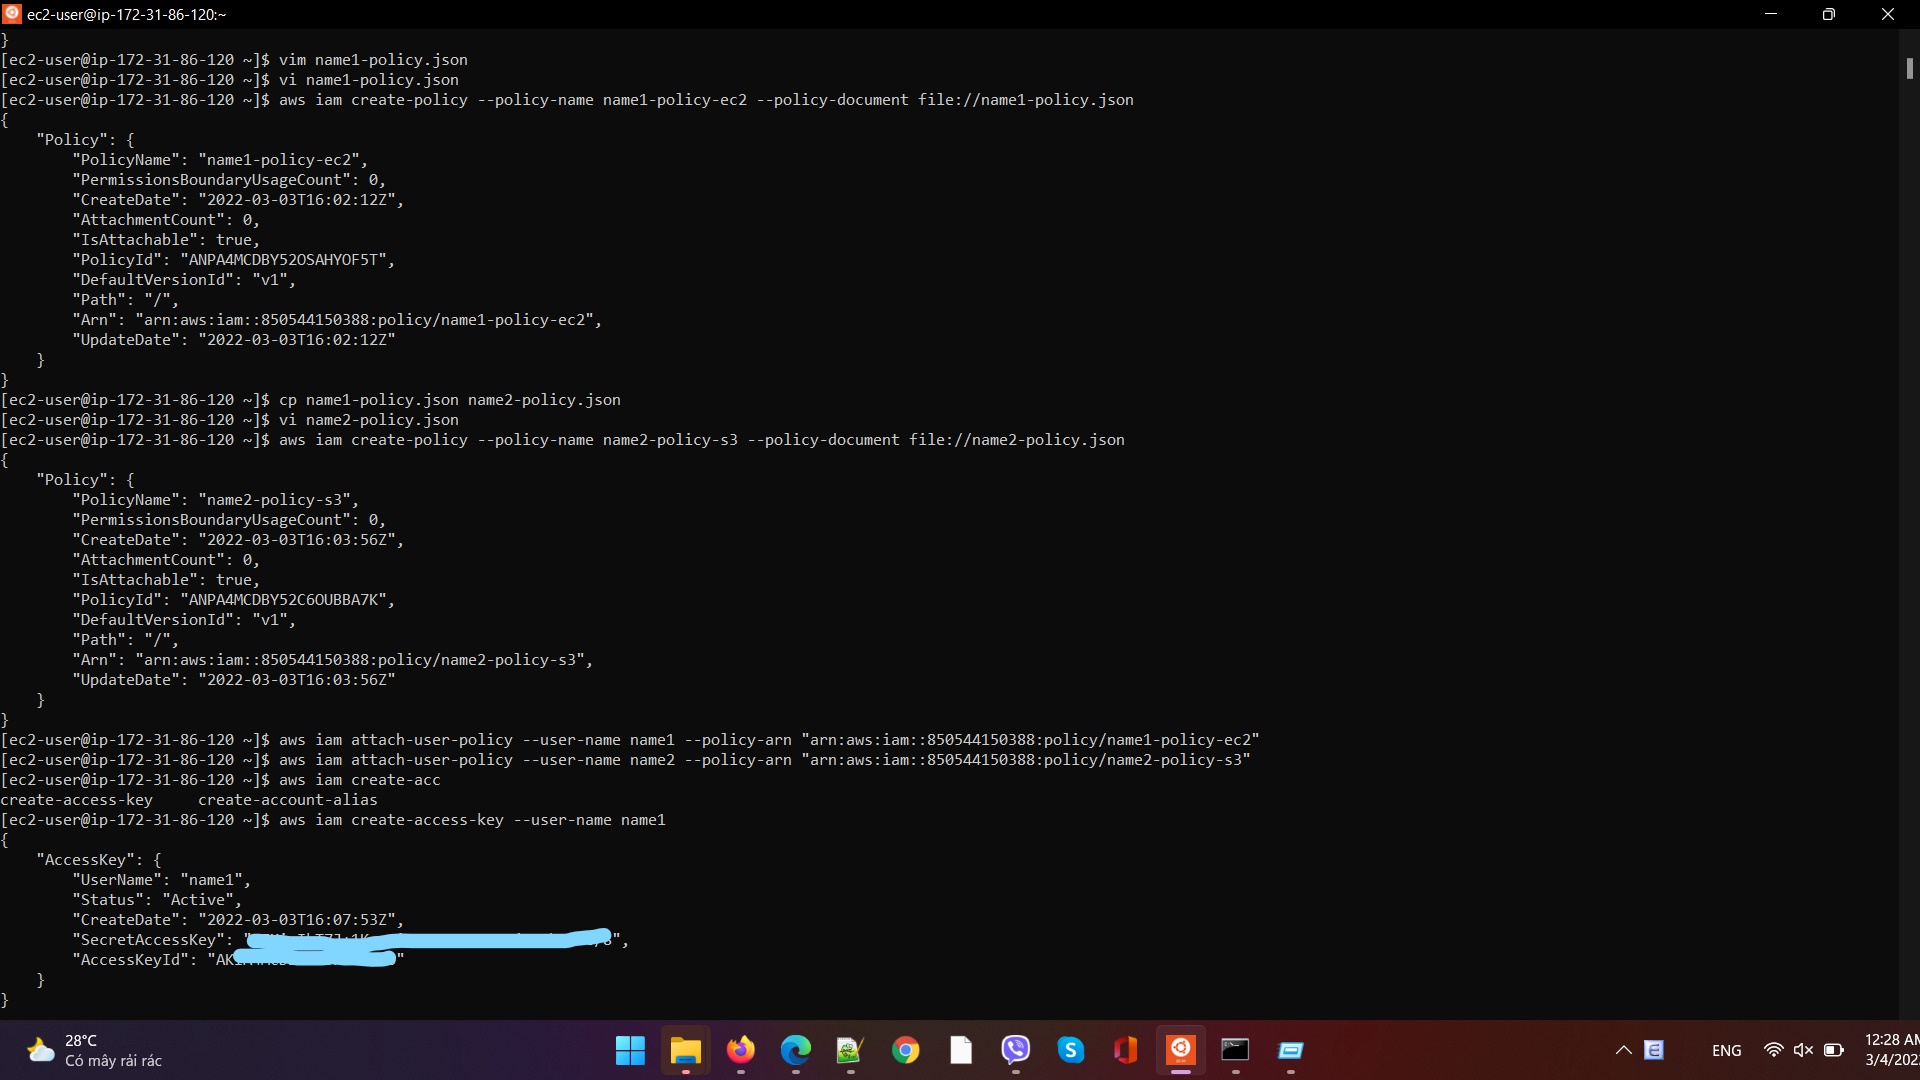 ec2-user@ip-172-31-86-120:~
}
[ec2-user@ip-172-31-86-120 ~]$ vim name1-policy.json
[ec2-user@ip-172-31-86-120 ~]$ vi name1-policy.json
[ec2-user@ip-172-31-86-120 ~]$ aws iam create-policy --policy-name name1-policy-ec2 --policy-document file://name1-policy.json
{
    "Policy": {
        "PolicyName": "name1-policy-ec2",
        "PermissionsBoundaryUsageCount": 0,
        "CreateDate": "2022-03-03T16:02:12Z",
        "AttachmentCount": 0,
        "IsAttachable": true,
        "PolicyId": "ANPA4MCDBY52OSAHYOF5T",
        "DefaultVersionId": "v1",
        "Path": "/",
        "Arn": "arn:aws:iam::850544150388:policy/name1-policy-ec2",
        "UpdateDate": "2022-03-03T16:02:12Z"
    }
}
[ec2-user@ip-172-31-86-120 ~]$ cp name1-policy.json name2-policy.json
[ec2-user@ip-172-31-86-120 ~]$ vi name2-policy.json
[ec2-user@ip-172-31-86-120 ~]$ aws iam create-policy --policy-name name2-policy-s3 --policy-document file://name2-policy.json
{
    "Policy": {
        "PolicyName": "name2-policy-s3",
        "PermissionsBoundaryUsageCount": 0,
        "CreateDate": "2022-03-03T16:03:56Z",
        "AttachmentCount": 0,
        "IsAttachable": true,
        "PolicyId": "ANPA4MCDBY52C6OUBBA7K",
        "DefaultVersionId": "v1",
        "Path": "/",
        "Arn": "arn:aws:iam::850544150388:policy/name2-policy-s3",
        "UpdateDate": "2022-03-03T16:03:56Z"
    }
}
[ec2-user@ip-172-31-86-120 ~]$ aws iam attach-user-policy --user-name name1 --policy-arn "arn:aws:iam::850544150388:policy/name1-policy-ec2"
[ec2-user@ip-172-31-86-120 ~]$ aws iam attach-user-policy --user-name name2 --policy-arn "arn:aws:iam::850544150388:policy/name2-policy-s3"
[ec2-user@ip-172-31-86-120 ~]$ aws iam create-acc
create-access-key     create-account-alias
[ec2-user@ip-172-31-86-120 ~]$ aws iam create-access-key --user-name name1
{
    "AccessKey": {
        "UserName": "name1",
        "Status": "Active",
        "CreateDate": "2022-03-03T16:07:53Z",
        "SecretAccessKey": "
        "AccessKeyId": "
    }
}
28°C
Có mây rải rác
ENG
12:28 AM
3/4/202